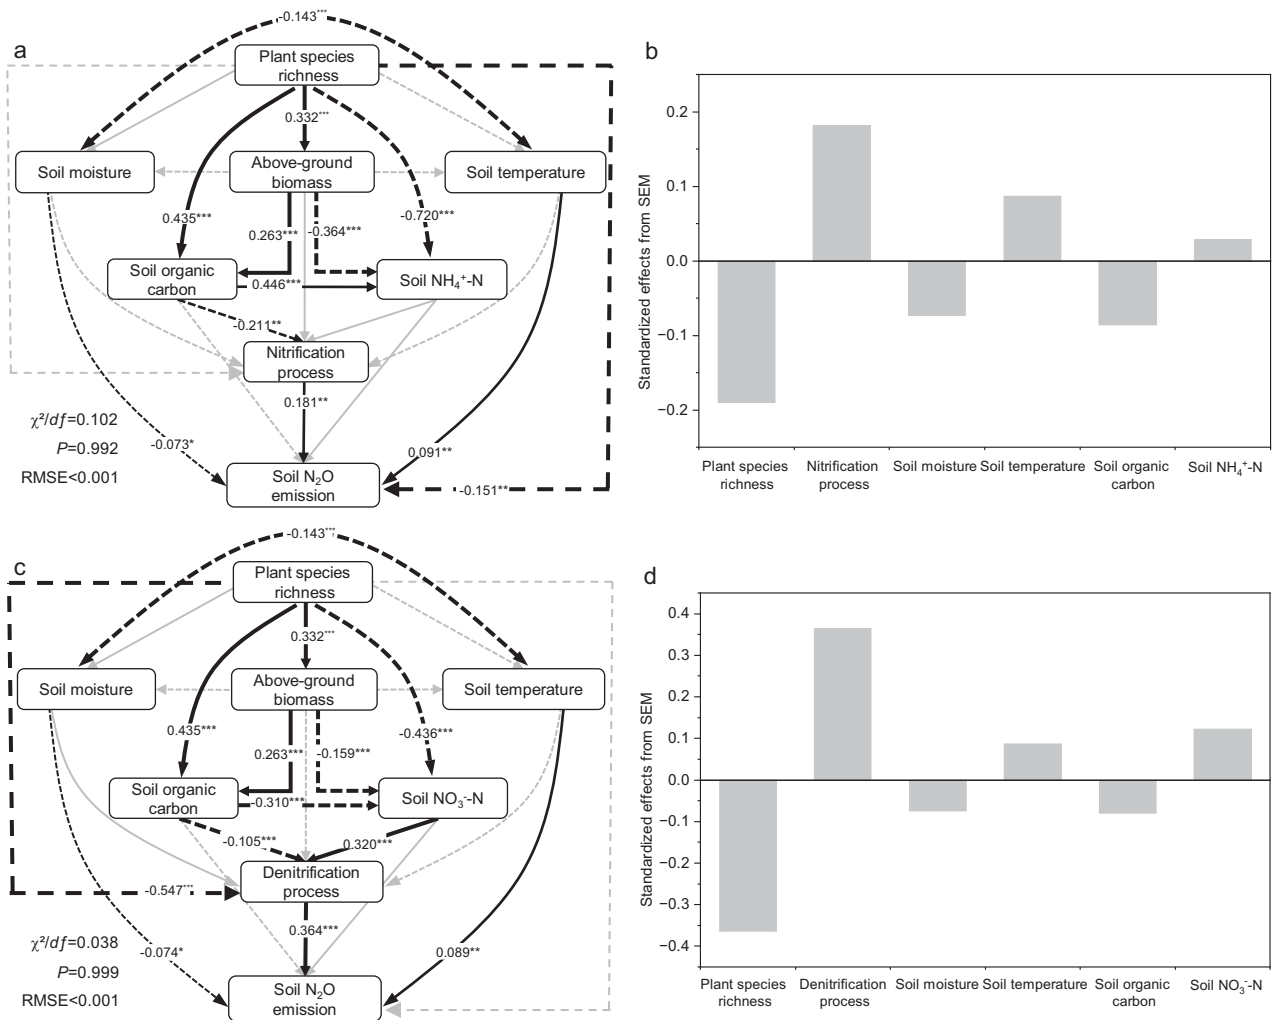 a
-0.143***
Plant species
richness
0.332***
Soil moisture
Above-ground
biomass
Soil temperature
0.435***
0.263***
-0.364***
-0.720***
Soil organic
carbon
0.446***
Soil NH₄⁺-N
-0.211**
Nitrification
process
0.181**
χ²/df=0.102
P=0.992
RMSE<0.001
-0.073*
0.091**
Soil N₂O
emission
-0.151**
b
Standardized effects from SEM
0.2
0.1
0.0
−0.1
−0.2
Plant species
richness
Nitrification
process
Soil moisture
Soil temperature
Soil organic
carbon
Soil NH₄⁺-N
c
-0.143***
Plant species
richness
0.332***
Soil moisture
Above-ground
biomass
Soil temperature
0.435***
0.263***
-0.159***
-0.436***
Soil organic
carbon
-0.310***
Soil NO₃⁻-N
-0.105***
0.320***
Denitrification
process
-0.547***
0.364***
χ²/df=0.038
P=0.999
RMSE<0.001
-0.074*
0.089**
Soil N₂O
emission
d
Standardized effects from SEM
0.4
0.3
0.2
0.1
0.0
−0.1
−0.2
−0.3
−0.4
Plant species
richness
Denitrification
process
Soil moisture
Soil temperature
Soil organic
carbon
Soil NO₃⁻-N